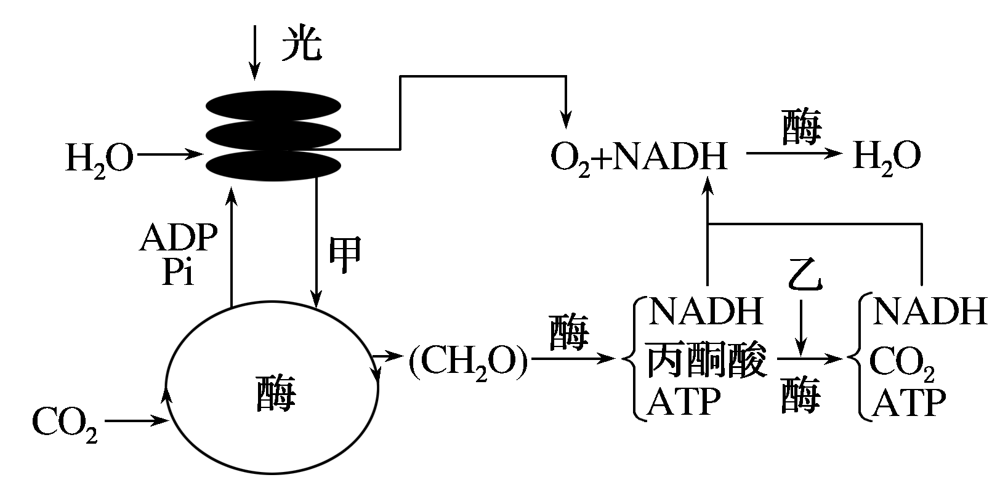 光
H₂O
O₂+NADH
酶
H₂O
ADP
Pi
甲
乙
CO₂
酶
(CH₂O)
酶
NADH
丙酮酸
ATP
酶
NADH
CO₂
ATP